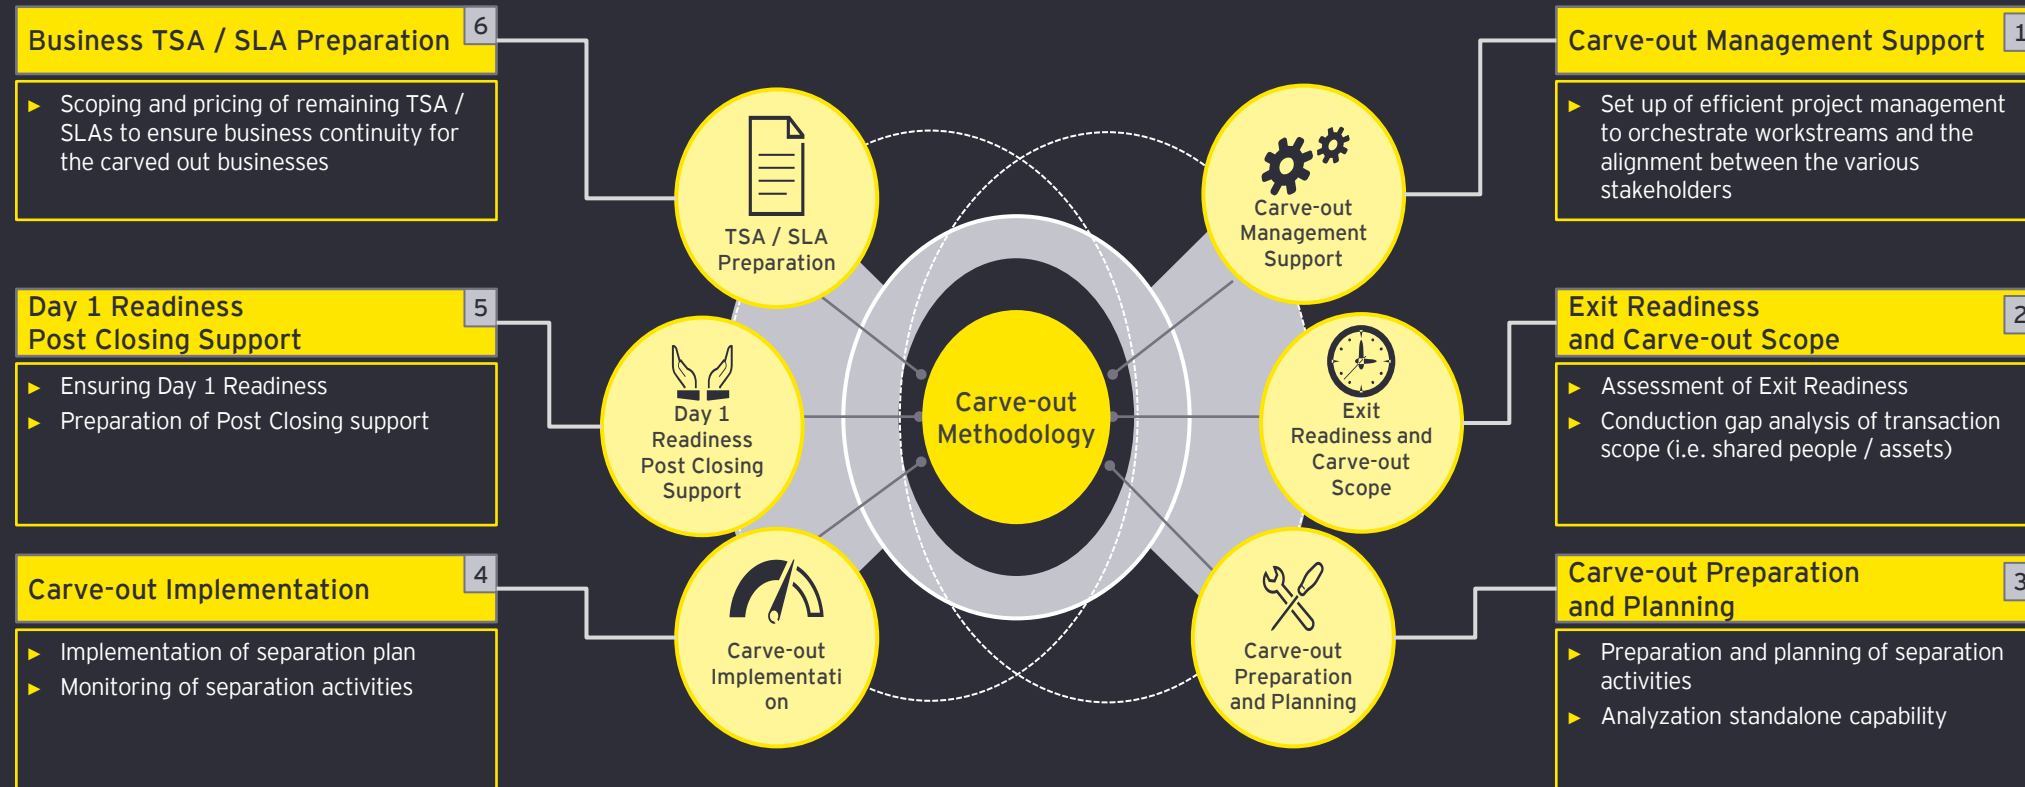 Business TSA / SLA Preparation
6
► Scoping and pricing of remaining TSA /
SLAs to ensure business continuity for
the carved out businesses
Day 1 Readiness
Post Closing Support
5
► Ensuring Day 1 Readiness
► Preparation of Post Closing support
Carve-out Implementation
4
► Implementation of separation plan
► Monitoring of separation activities
TSA / SLA
Preparation
Day 1
Readiness
Post Closing
Support
Carve-out
Implementati
on
Carve-out
Methodology
Carve-out
Management
Support
Exit
Readiness and
Carve-out
Scope
Carve-out
Preparation
and Planning
Carve-out Management Support
1
► Set up of efficient project management
to orchestrate workstreams and the
alignment between the various
stakeholders
Exit Readiness
and Carve-out Scope
2
► Assessment of Exit Readiness
► Conduction gap analysis of transaction
scope (i.e. shared people / assets)
Carve-out Preparation
and Planning
3
► Preparation and planning of separation
activities
► Analyzation standalone capability